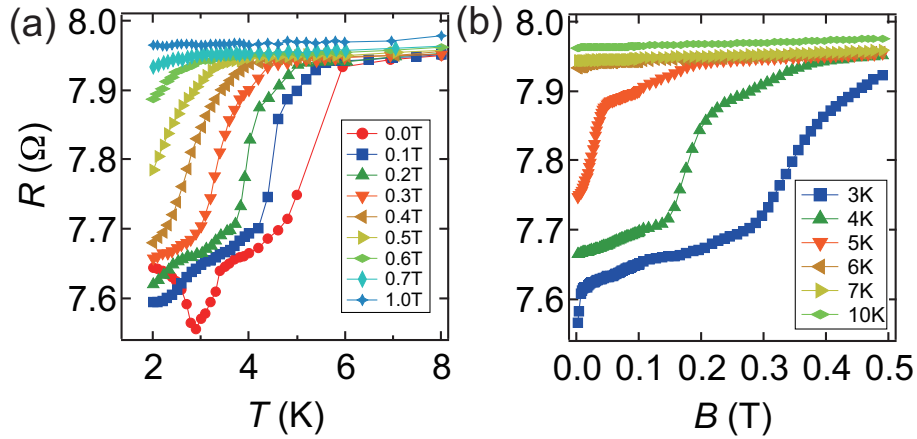 (a)
8.0
7.9
7.8
7.7
7.6
R (Ω)
2
4
6
8
T (K)
0.0T
0.1T
0.2T
0.3T
0.4T
0.5T
0.6T
0.7T
1.0T
(b)
8.0
7.9
7.8
7.7
7.6
0.0
0.1
0.2
0.3
0.4
0.5
B (T)
3K
4K
5K
6K
7K
10K